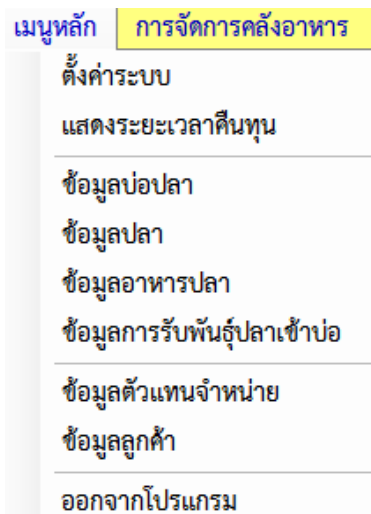 เมนูหลัก การจัดการคลังอาหาร
ตั้งค่าระบบ
แสดงระยะเวลาคืนทุน
ข้อมูลบ่อปลา
ข้อมูลปลา
ข้อมูลอาหารปลา
ข้อมูลการรับพันธุ์ปลาเข้าบ่อ
ข้อมูลตัวแทนจำหน่าย
ข้อมูลลูกค้า
ออกจากโปรแกรม